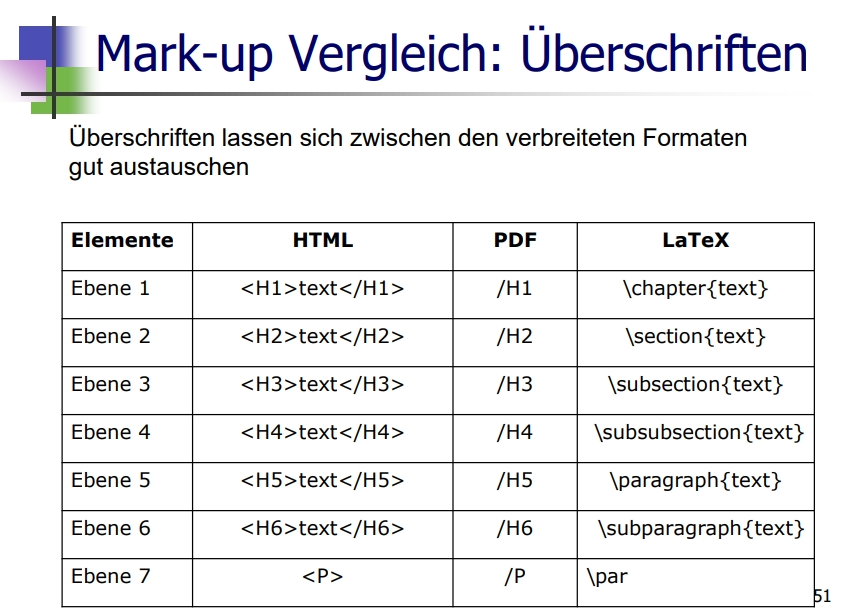 Mark-up Vergleich: Überschriften
Überschriften lassen sich zwischen den verbreiteten Formaten
gut austauschen
Elemente HTML PDF LaTeX
Ebene 1 <H1>text</H1> /H1 \chapter{text}
Ebene 2 <H2>text</H2> /H2 \section{text}
Ebene 3 <H3>text</H3> /H3 \subsection{text}
Ebene 4 <H4>text</H4> /H4 \subsubsection{text}
Ebene 5 <H5>text</H5> /H5 \paragraph{text}
Ebene 6 <H6>text</H6> /H6 \subparagraph{text}
Ebene 7 <P> /P \par
51